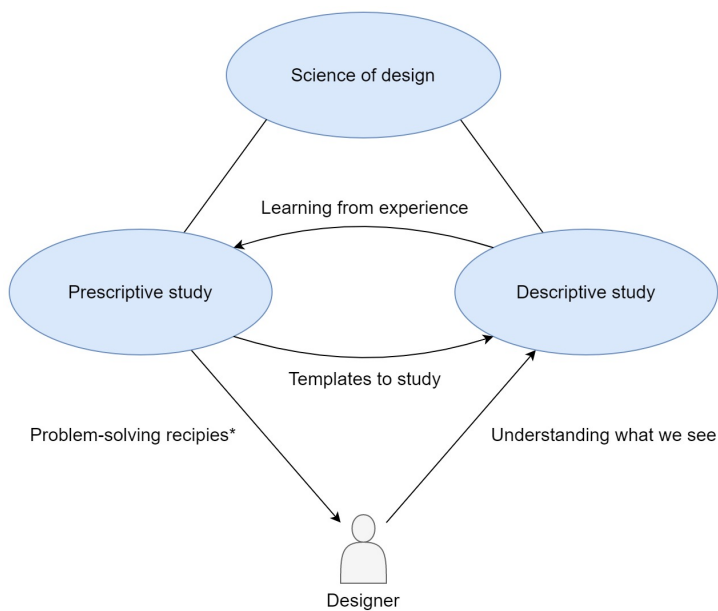 Science of design
Learning from experience
Prescriptive study
Descriptive study
Templates to study
Problem-solving recipies*
Understanding what we see
Designer